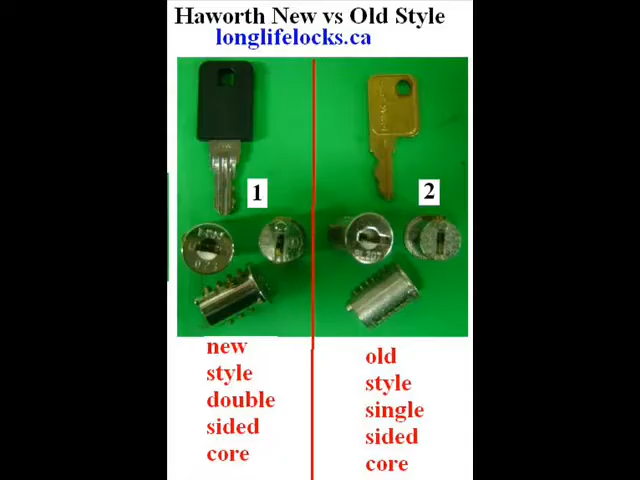 Haworth New vs Old Style
longlifelocks.ca
1
2
new
style
double
sided
core
old
style
single
sided
core